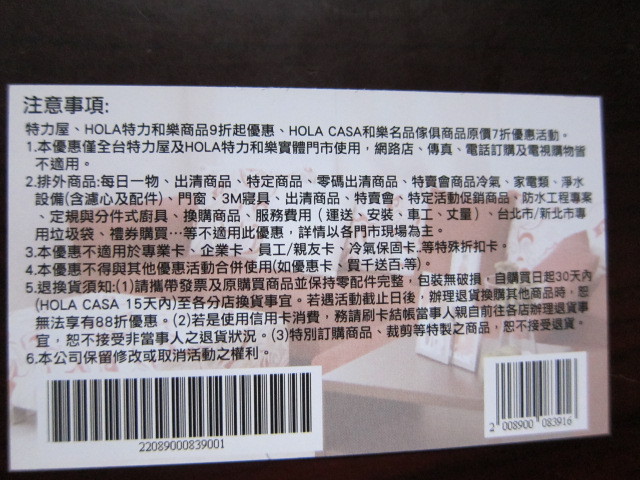 注意事項:
特力屋、HOLA特力和樂商品9折起優惠、HOLA CASA和樂名品傢俱商品原價7折優惠活動。
1.本優惠僅全台特力屋及HOLA特力和樂實體門市使用，網路店、傳真、電話訂購及電視購物皆
不適用。
2.排外商品:每日一物、出清商品、特定商品、零碼出清商品、特賣會商品冷氣、家電類、淨水
設備(含濾心及配件)、門窗、3M寢具、出清商品、特賣會、特定活動促銷商品、防水工程專案
、定規與分件式廚具、換購商品、服務費用（運送、安裝、車工、丈量）、台北市/新北市專
用垃圾袋、禮券購買…等不適用此優惠，詳情以各門市現場為主。
3.本優惠不適用於專業卡、企業卡、員工/親友卡、冷氣保固卡..等特殊折扣卡。
4.本優惠不得與其他優惠活動合併使用(如優惠卡、買千送百.等)。
5.退換貨須知:(1)請攜帶發票及原購買商品並保持零配件完整，包裝無破損，自購買日起30天內
(HOLA CASA 15天內)至各分店換貨事宜。若遇活動截止日後，辦理退貨換購其他商品時，恕
無法享有88折優惠。(2)若是使用信用卡消費，務請刷卡結帳當事人親自前往各店辦理退貨事
宜，恕不接受非當事人之退貨狀況。(3)特別訂購商品、裁剪等特製之商品，恕不接受退換貨。
6.本公司保留修改或取消活動之權利。
22089000839001
2 008900 083916